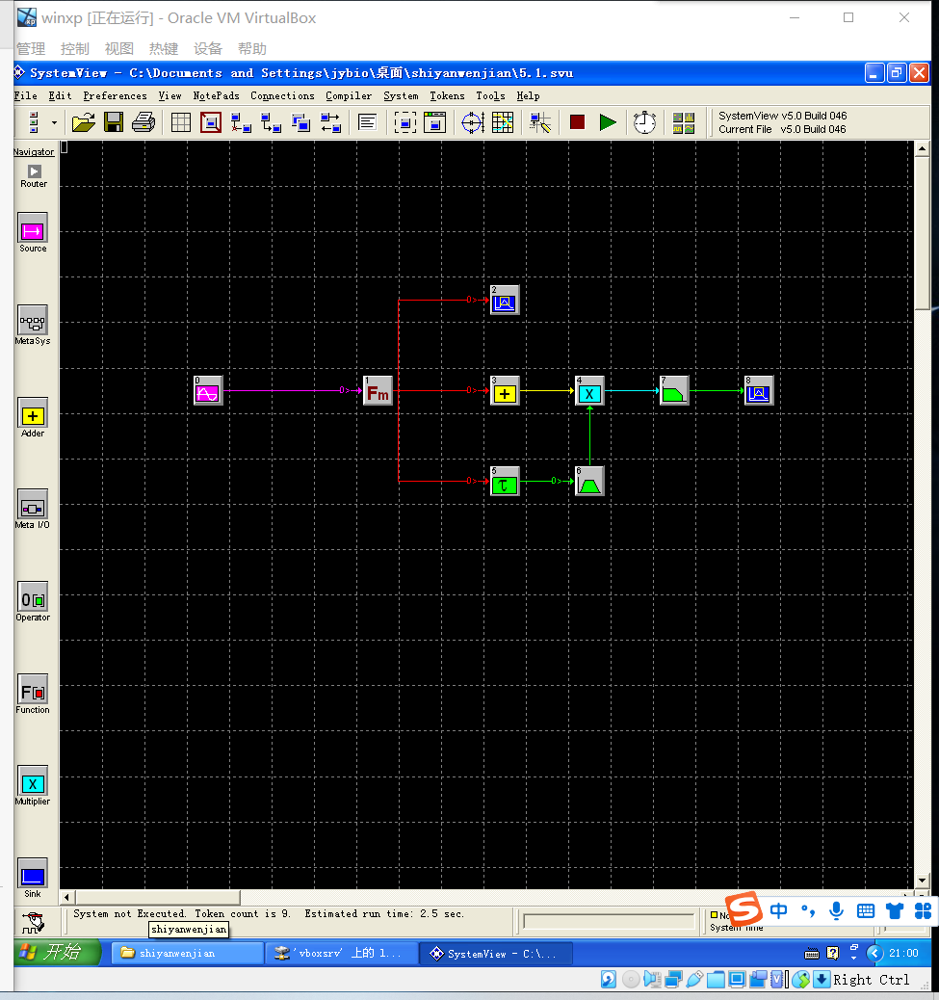 winxp [正在运行] - Oracle VM VirtualBox
管理 控制 视图 热键 设备 帮助
SystemView - C:\Documents and Settings\jybio\桌面\shiyanwenjian\5.1.svu
File Edit Preferences View NotePads Connections Compiler System Tokens Tools Help
SystemView v5.0 Build 046
Current File v5.0 Build 046
Navigator
Router
Source
MetaSys
Adder
Meta I/O
Operator
Function
Multiplier
Sink
2
0>
0
0>
1
Fm
0>
3
+
4
X
7
8
0>
5
τ
0>
6
System not Executed. Token count is 9. Estimated run time: 2.5 sec.
shiyanwenjian
No
System Time
中
开始
shiyanwenjian
'vboxsrv' 上的 1...
SystemView - C:\...
21:00
Right Ctrl